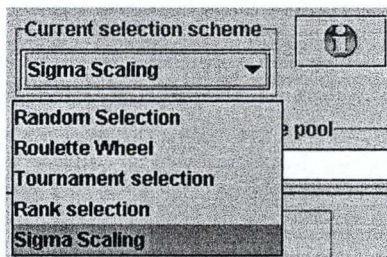 Current selection scheme
Sigma Scaling
Random Selection
pool
Roulette Wheel
Tournament selection
Rank selection
Sigma Scaling